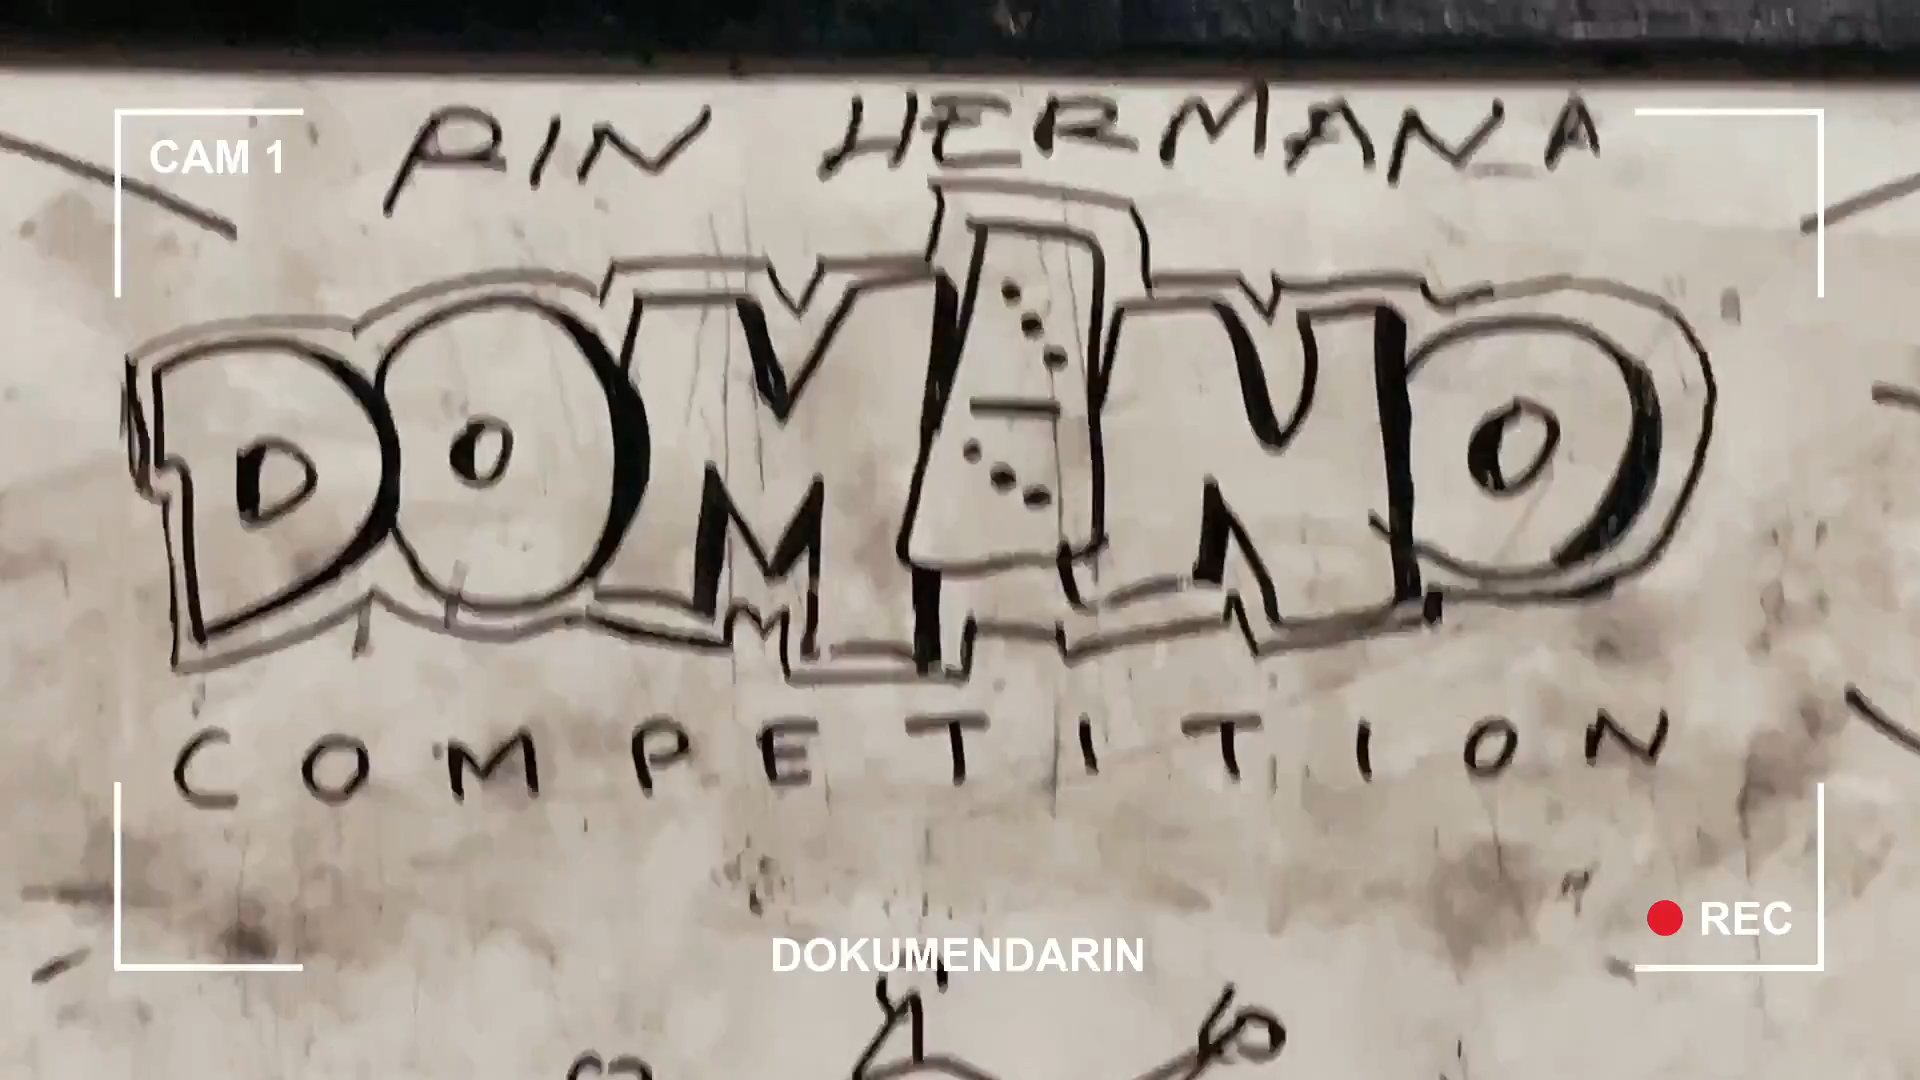 RIN HERMANA
CAM 1
DOMINO
COMPETITION
REC
DOKUMENDARIN